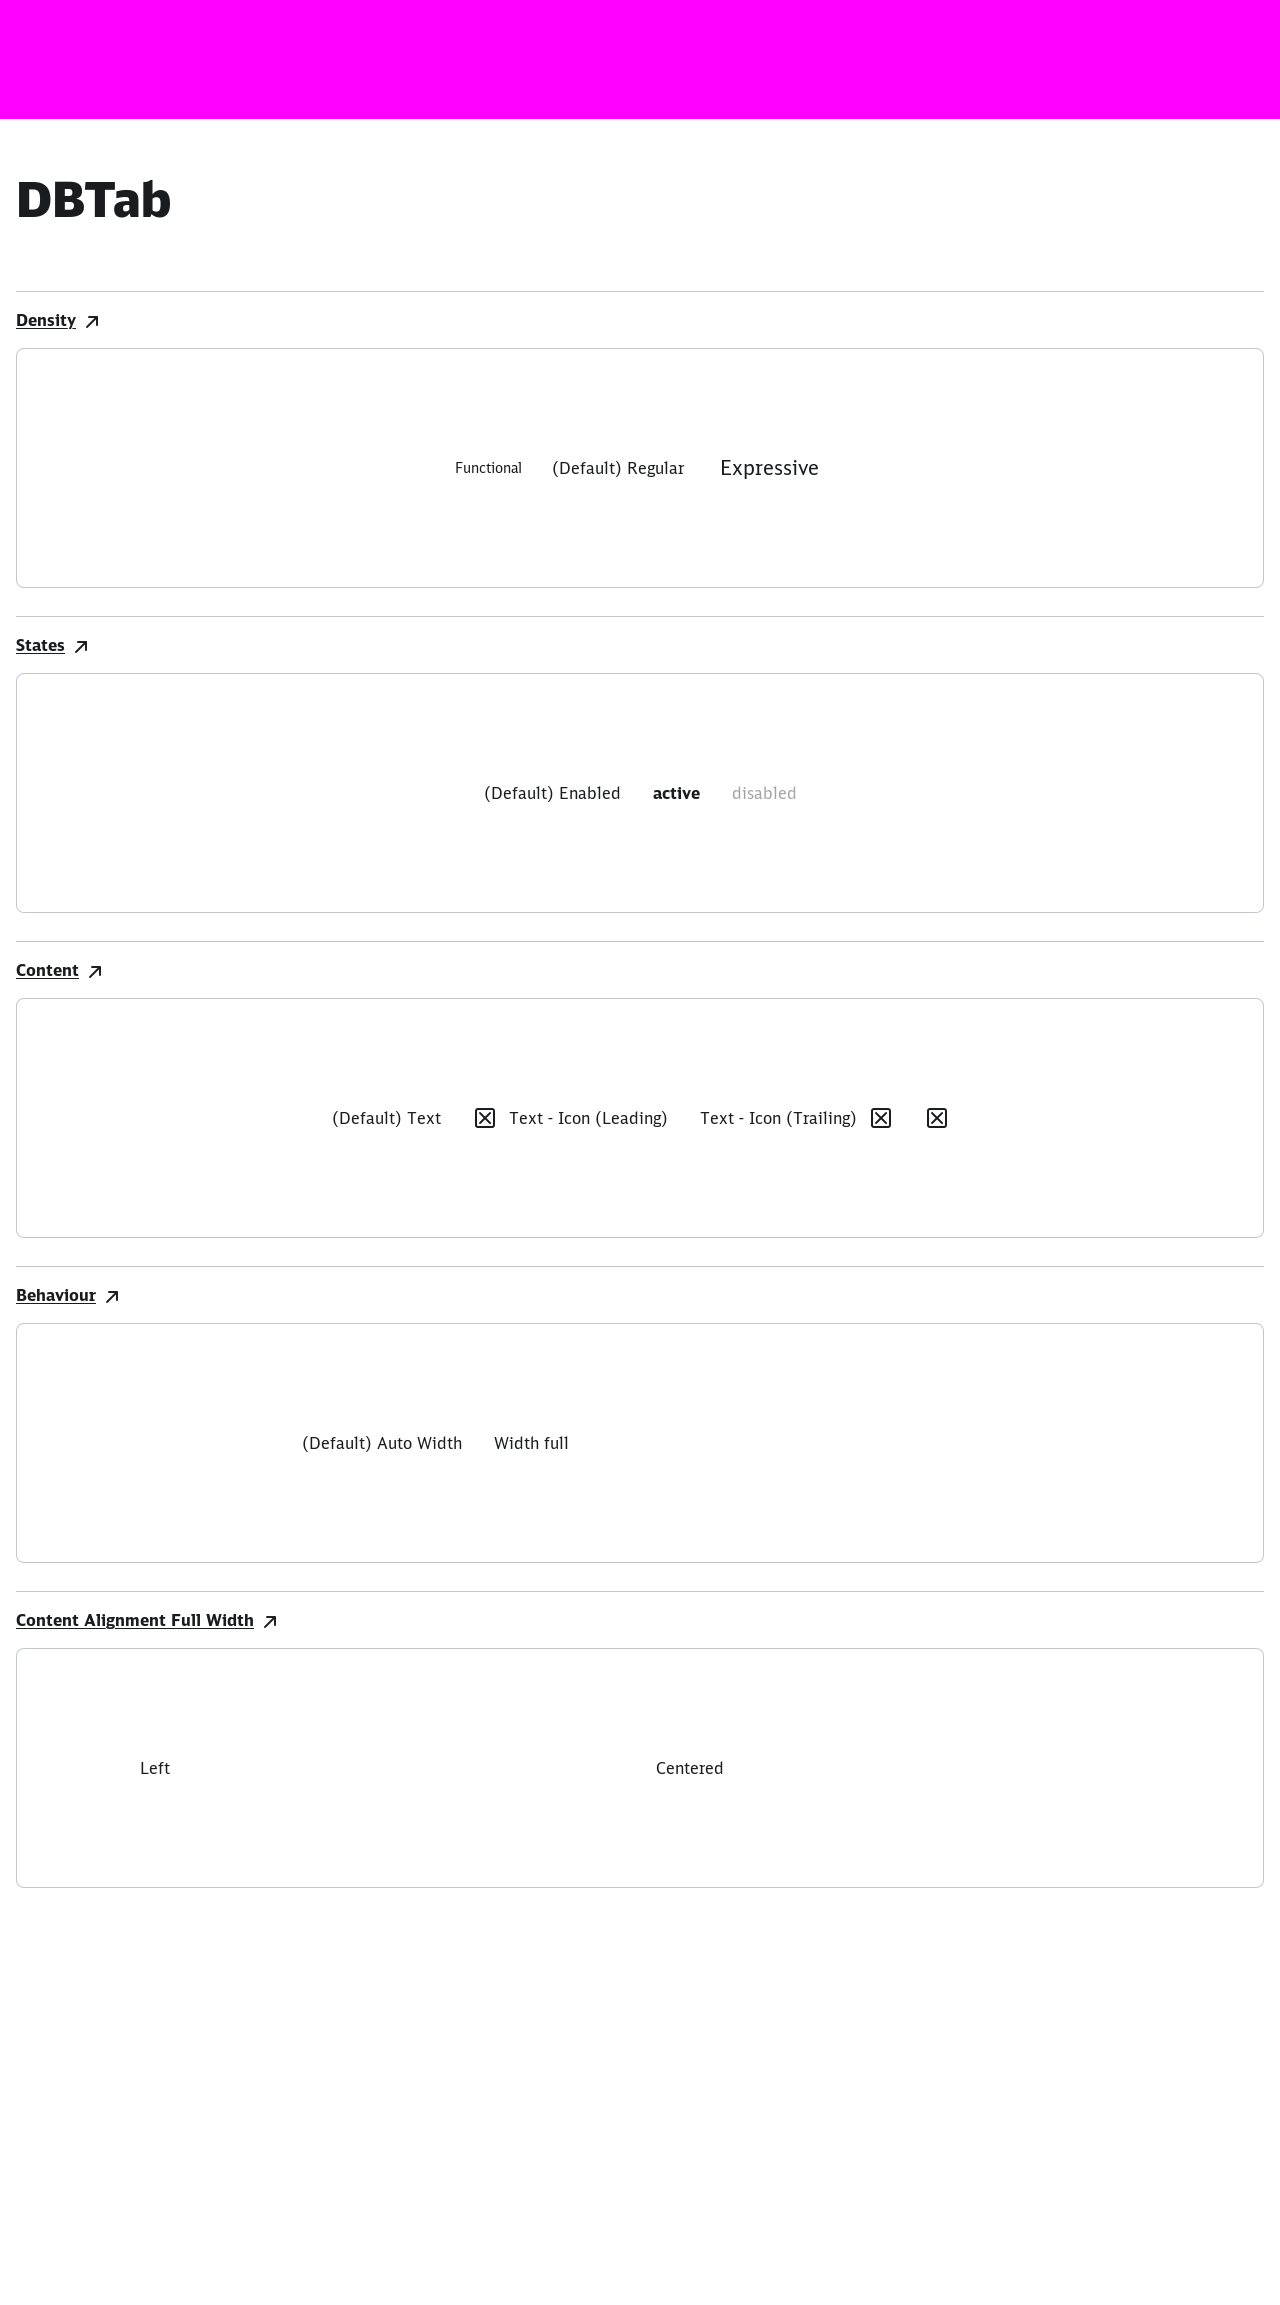 DBTab
Density
Functional (Default) Regular Expressive
States
(Default) Enabled active disabled
Content
(Default) Text Text - Icon (Leading) Text - Icon (Trailing)
Behaviour
(Default) Auto Width Width full
Content Alignment Full Width
Left Centered